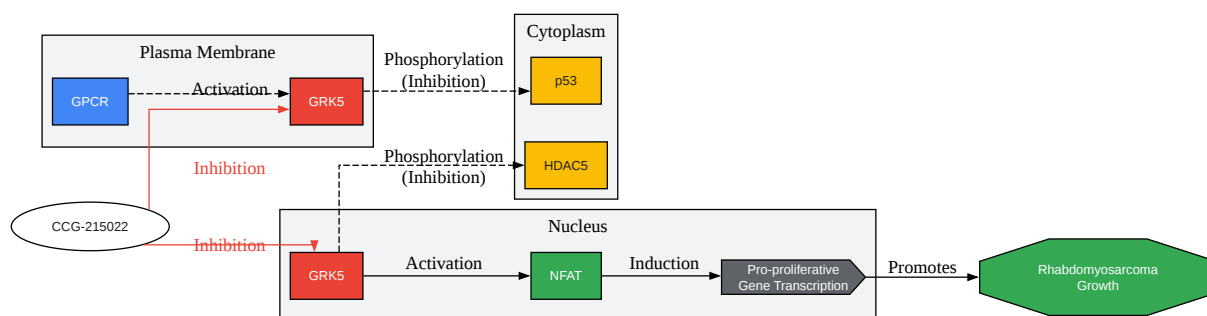 Cytoplasm
Plasma Membrane
Phosphorylation
(Inhibition)
p53
GPCR
Activation
GRK5
Phosphorylation
(Inhibition)
HDAC5
Inhibition
CCG-215022
Nucleus
Inhibition
GRK5
Activation
NFAT
Induction
Pro-proliferative
Gene Transcription
Promotes
Rhabdomyosarcoma
Growth